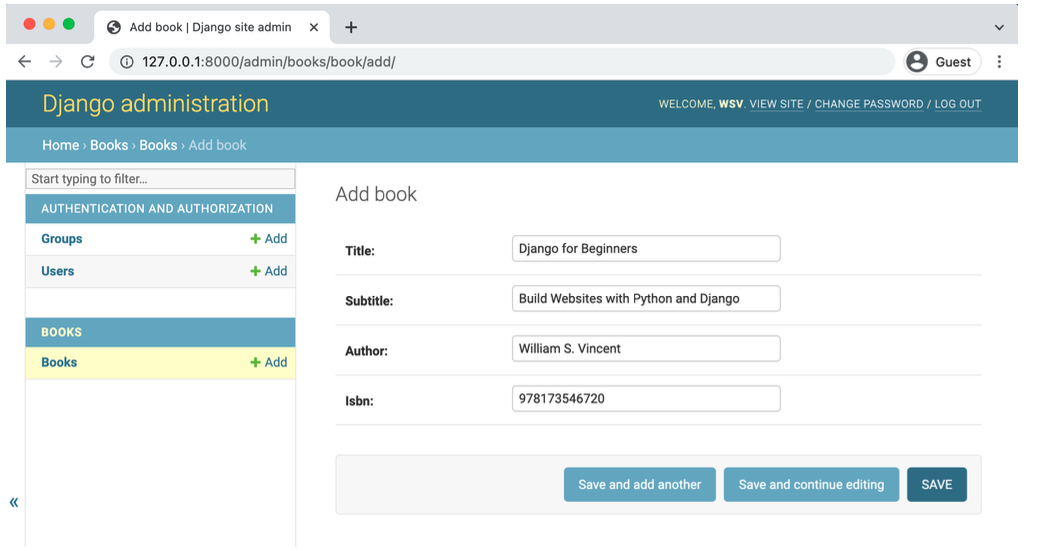 Add book | Django site admin
127.0.0.1:8000/admin/books/book/add/
Guest
Django administration
WELCOME, WSV. VIEW SITE / CHANGE PASSWORD / LOG OUT
Home › Books › Books › Add book
Start typing to filter...
AUTHENTICATION AND AUTHORIZATION
Groups + Add
Users + Add
BOOKS
Books + Add
«
Add book
Title: Django for Beginners
Subtitle: Build Websites with Python and Django
Author: William S. Vincent
Isbn: 978173546720
Save and add another Save and continue editing SAVE